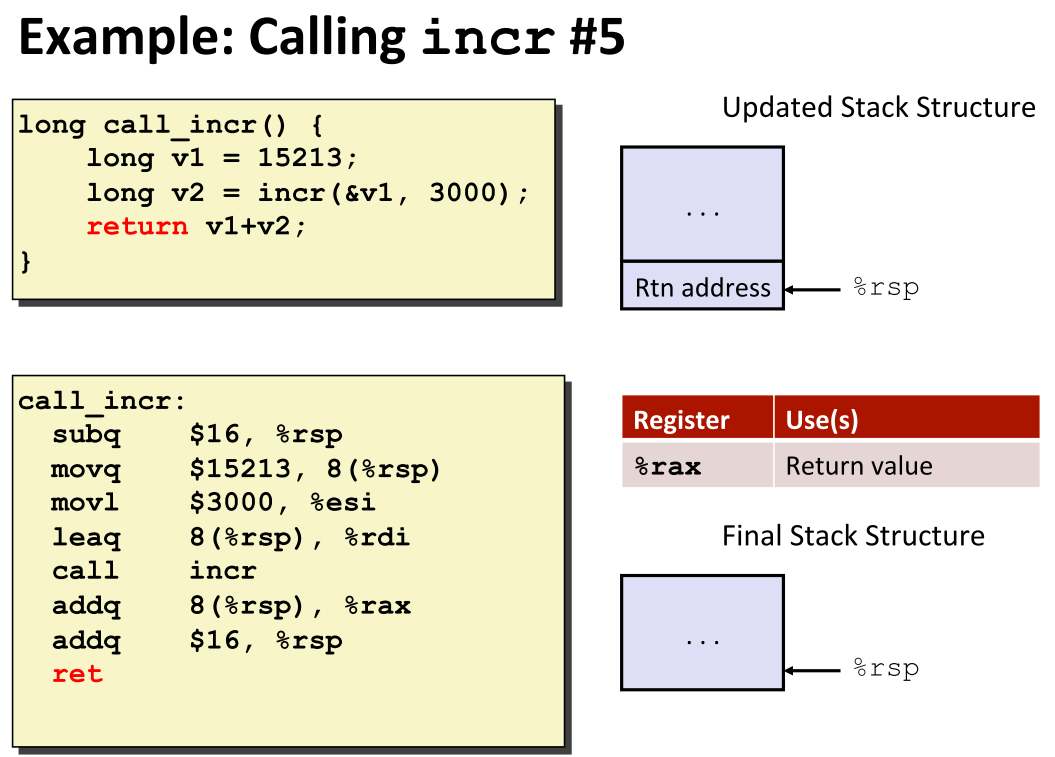 Example: Calling incr #5
long call_incr() {
    long v1 = 15213;
    long v2 = incr(&v1, 3000);
    return v1+v2;
}
Updated Stack Structure
...
Rtn address
%rsp
call_incr:
  subq    $16, %rsp
  movq    $15213, 8(%rsp)
  movl    $3000, %esi
  leaq    8(%rsp), %rdi
  call    incr
  addq    8(%rsp), %rax
  addq    $16, %rsp
  ret
Register Use(s)
%rax Return value
Final Stack Structure
...
%rsp